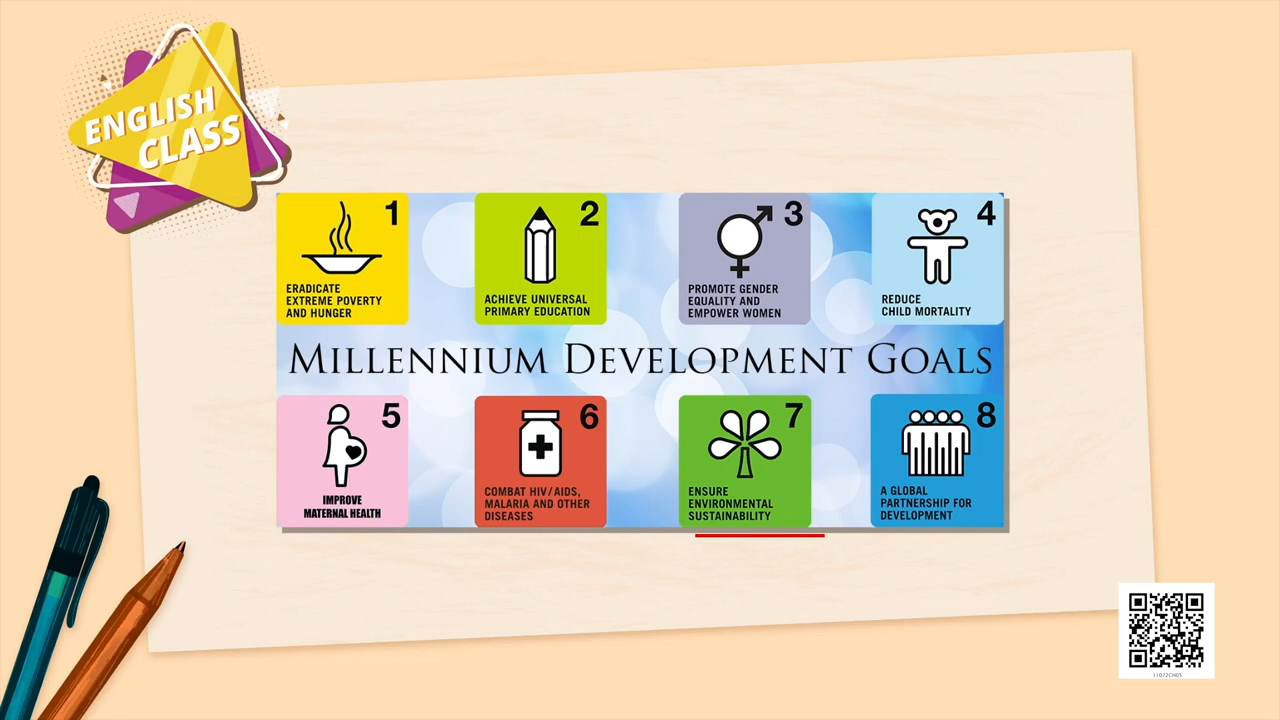 ENGLISH
CLASS
1
ERADICATE
EXTREME POVERTY
AND HUNGER
2
ACHIEVE UNIVERSAL
PRIMARY EDUCATION
3
PROMOTE GENDER
EQUALITY AND
EMPOWER WOMEN
4
REDUCE
CHILD MORTALITY
MILLENNIUM DEVELOPMENT GOALS
5
IMPROVE
MATERNAL HEALTH
6
COMBAT HIV/AIDS,
MALARIA AND OTHER
DISEASES
7
ENSURE
ENVIRONMENTAL
SUSTAINABILITY
8
A GLOBAL
PARTNERSHIP FOR
DEVELOPMENT
11072CH05